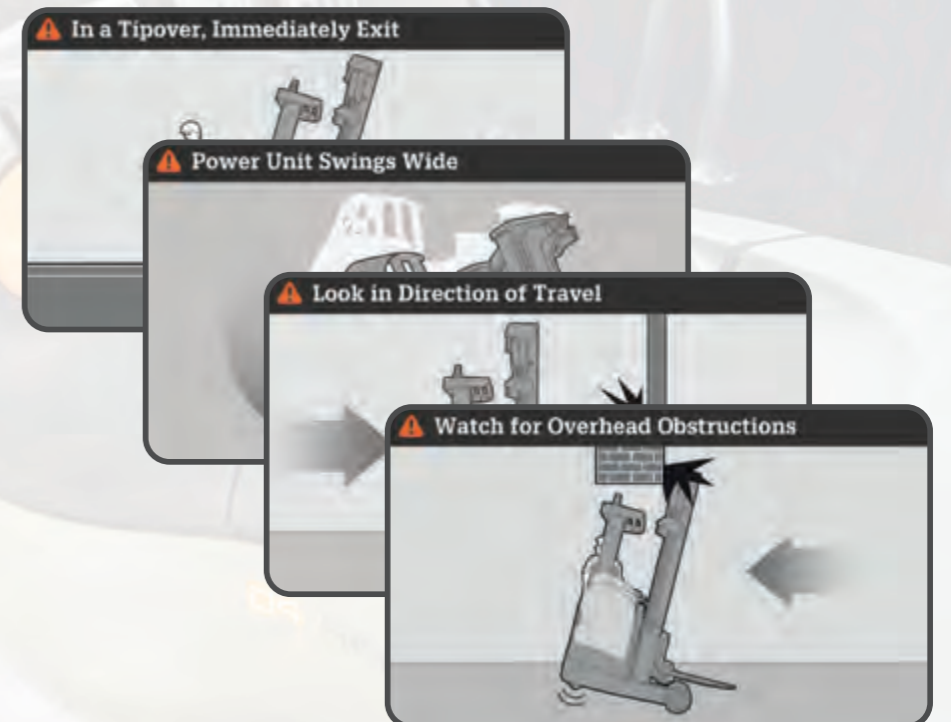 In a Tipover, Immediately Exit
Power Unit Swings Wide
Look in Direction of Travel
Watch for Overhead Obstructions